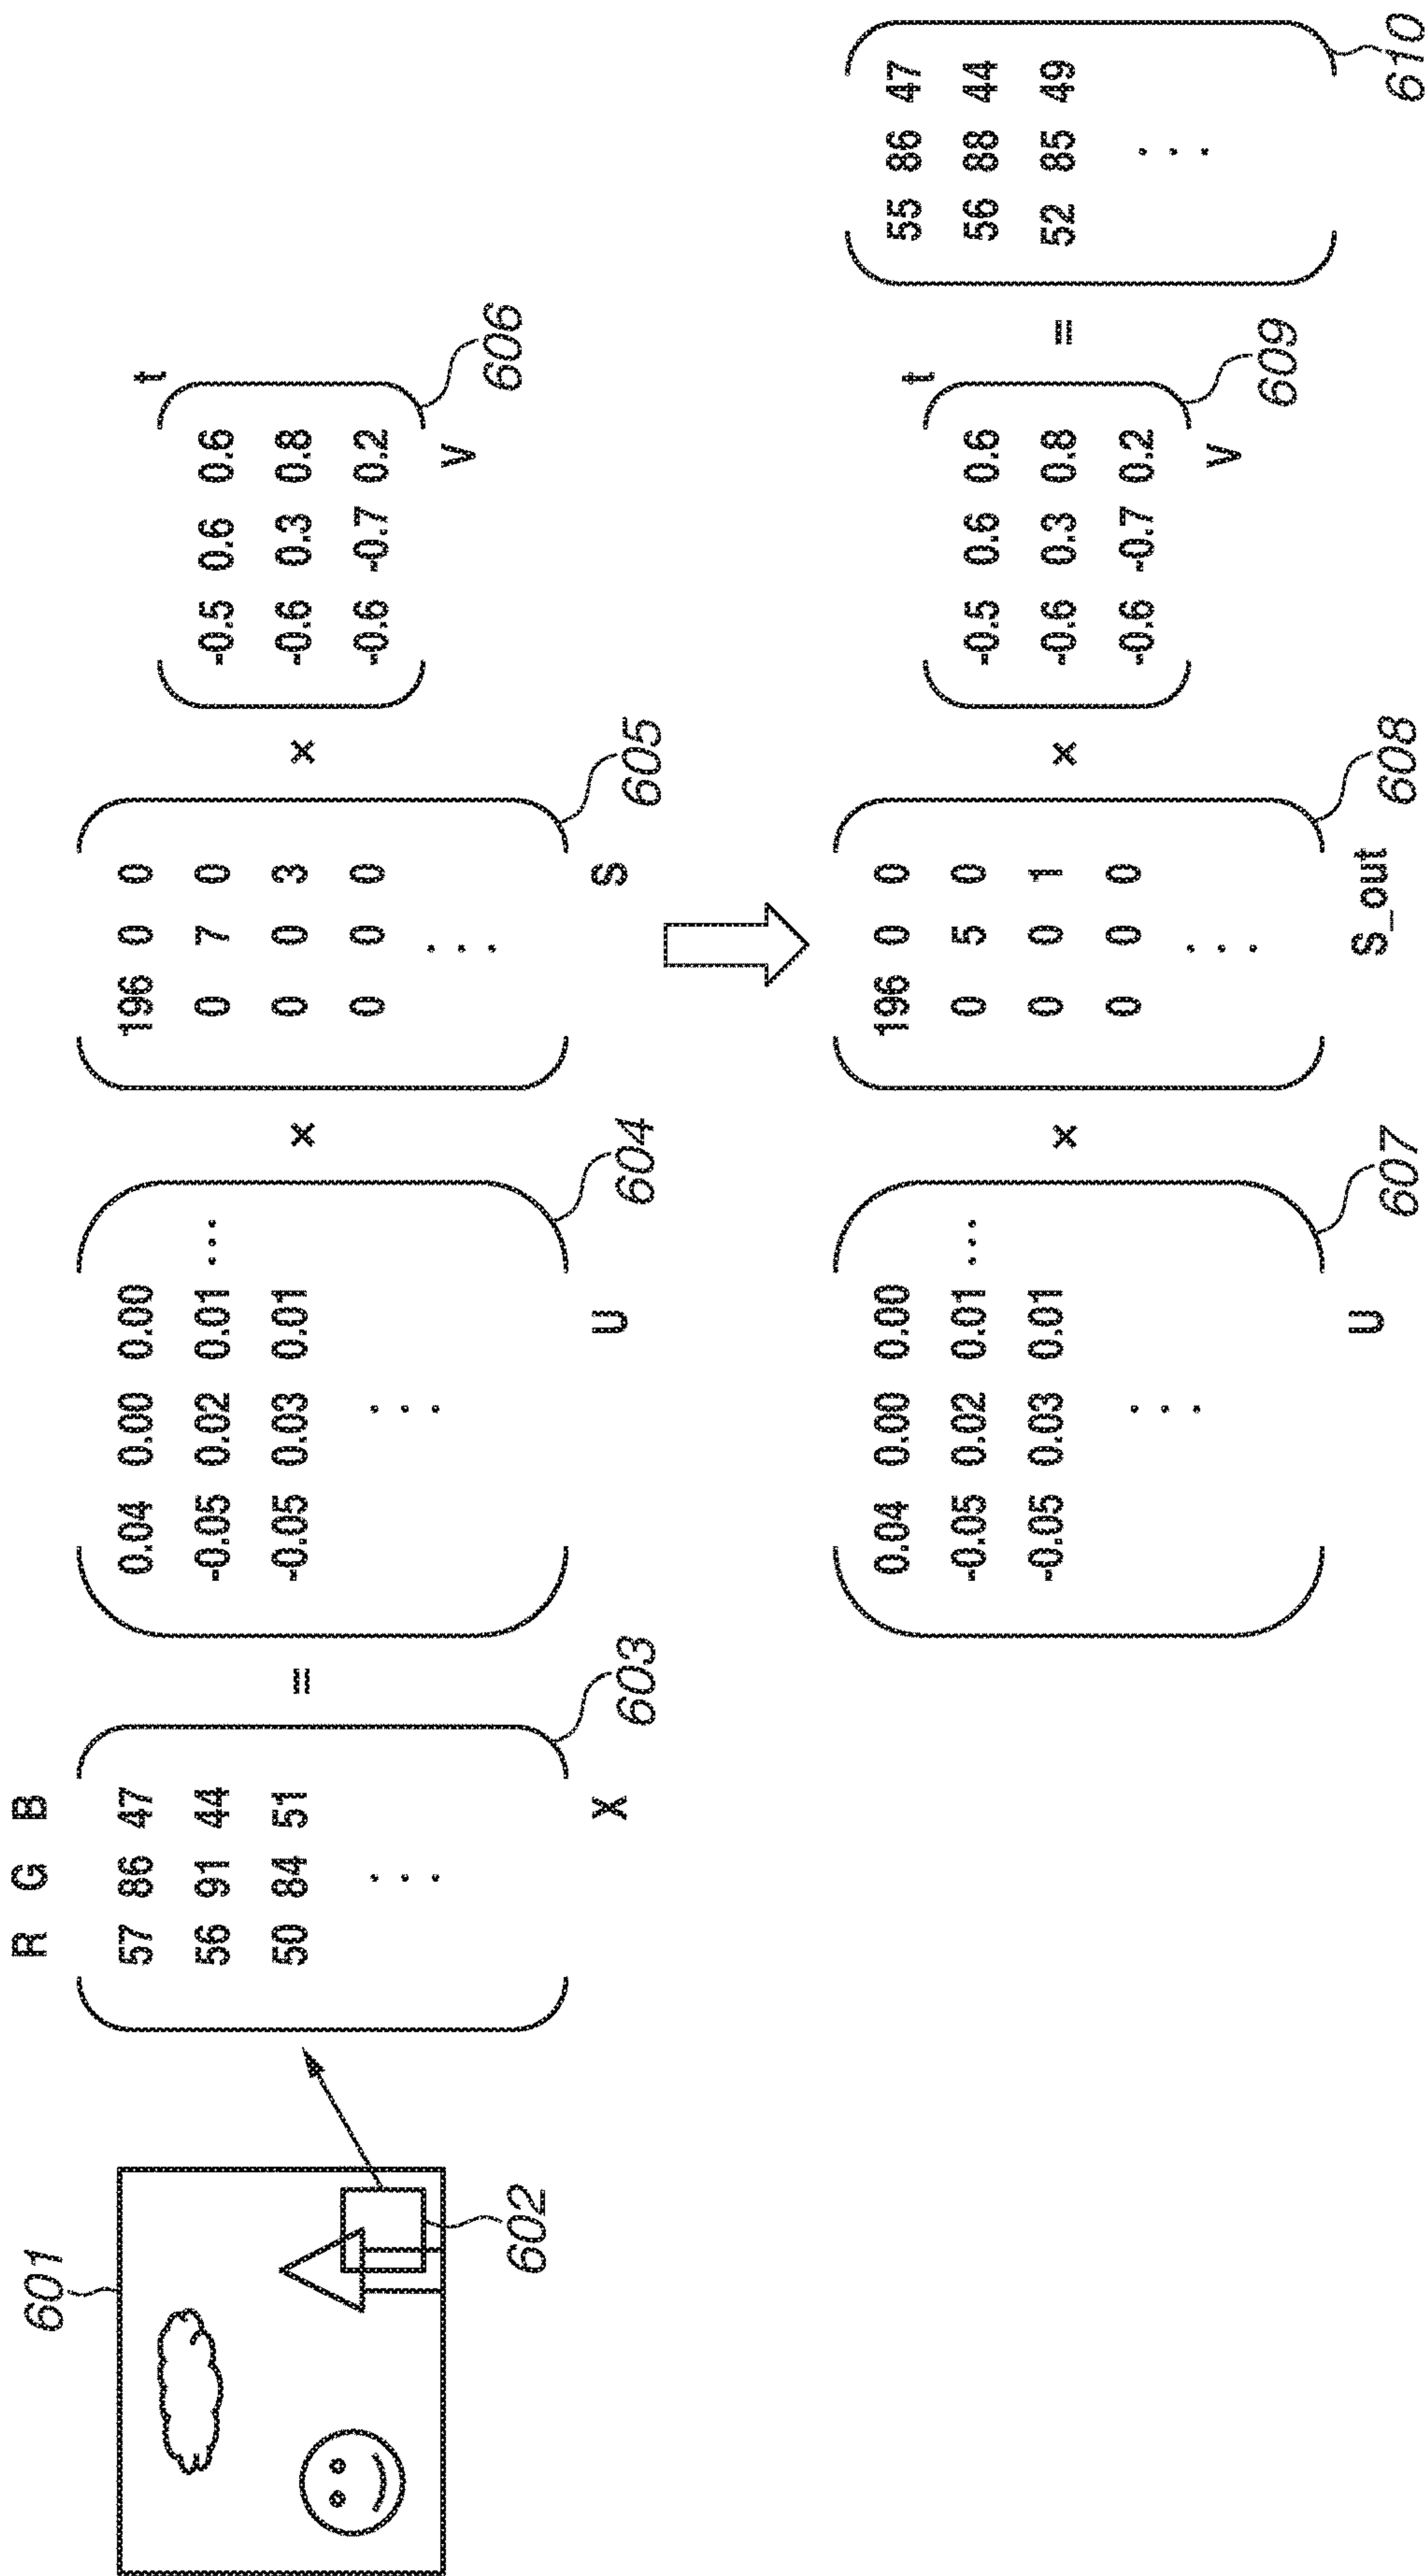 601
602
R G B
57 86 47
56 91 44
50 84 51
. . .
X
603
=
0.04 0.00 0.00
-0.05 0.02 0.01 . . .
-0.05 0.03 0.01
. . .
U
604
×
196 0 0
0 7 0
0 0 3
0 0 0
. . .
S
605
×
-0.5 0.6 0.6
-0.6 0.3 0.8
-0.6 -0.7 0.2
t
V
606
0.04 0.00 0.00
-0.05 0.02 0.01 . . .
-0.05 0.03 0.01
. . .
U
607
×
196 0 0
0 5 0
0 0 1
0 0 0
. . .
S_out
608
×
-0.5 0.6 0.6
-0.6 0.3 0.8
-0.6 -0.7 0.2
t
V
609
=
55 86 47
56 88 44
52 85 49
. . .
610